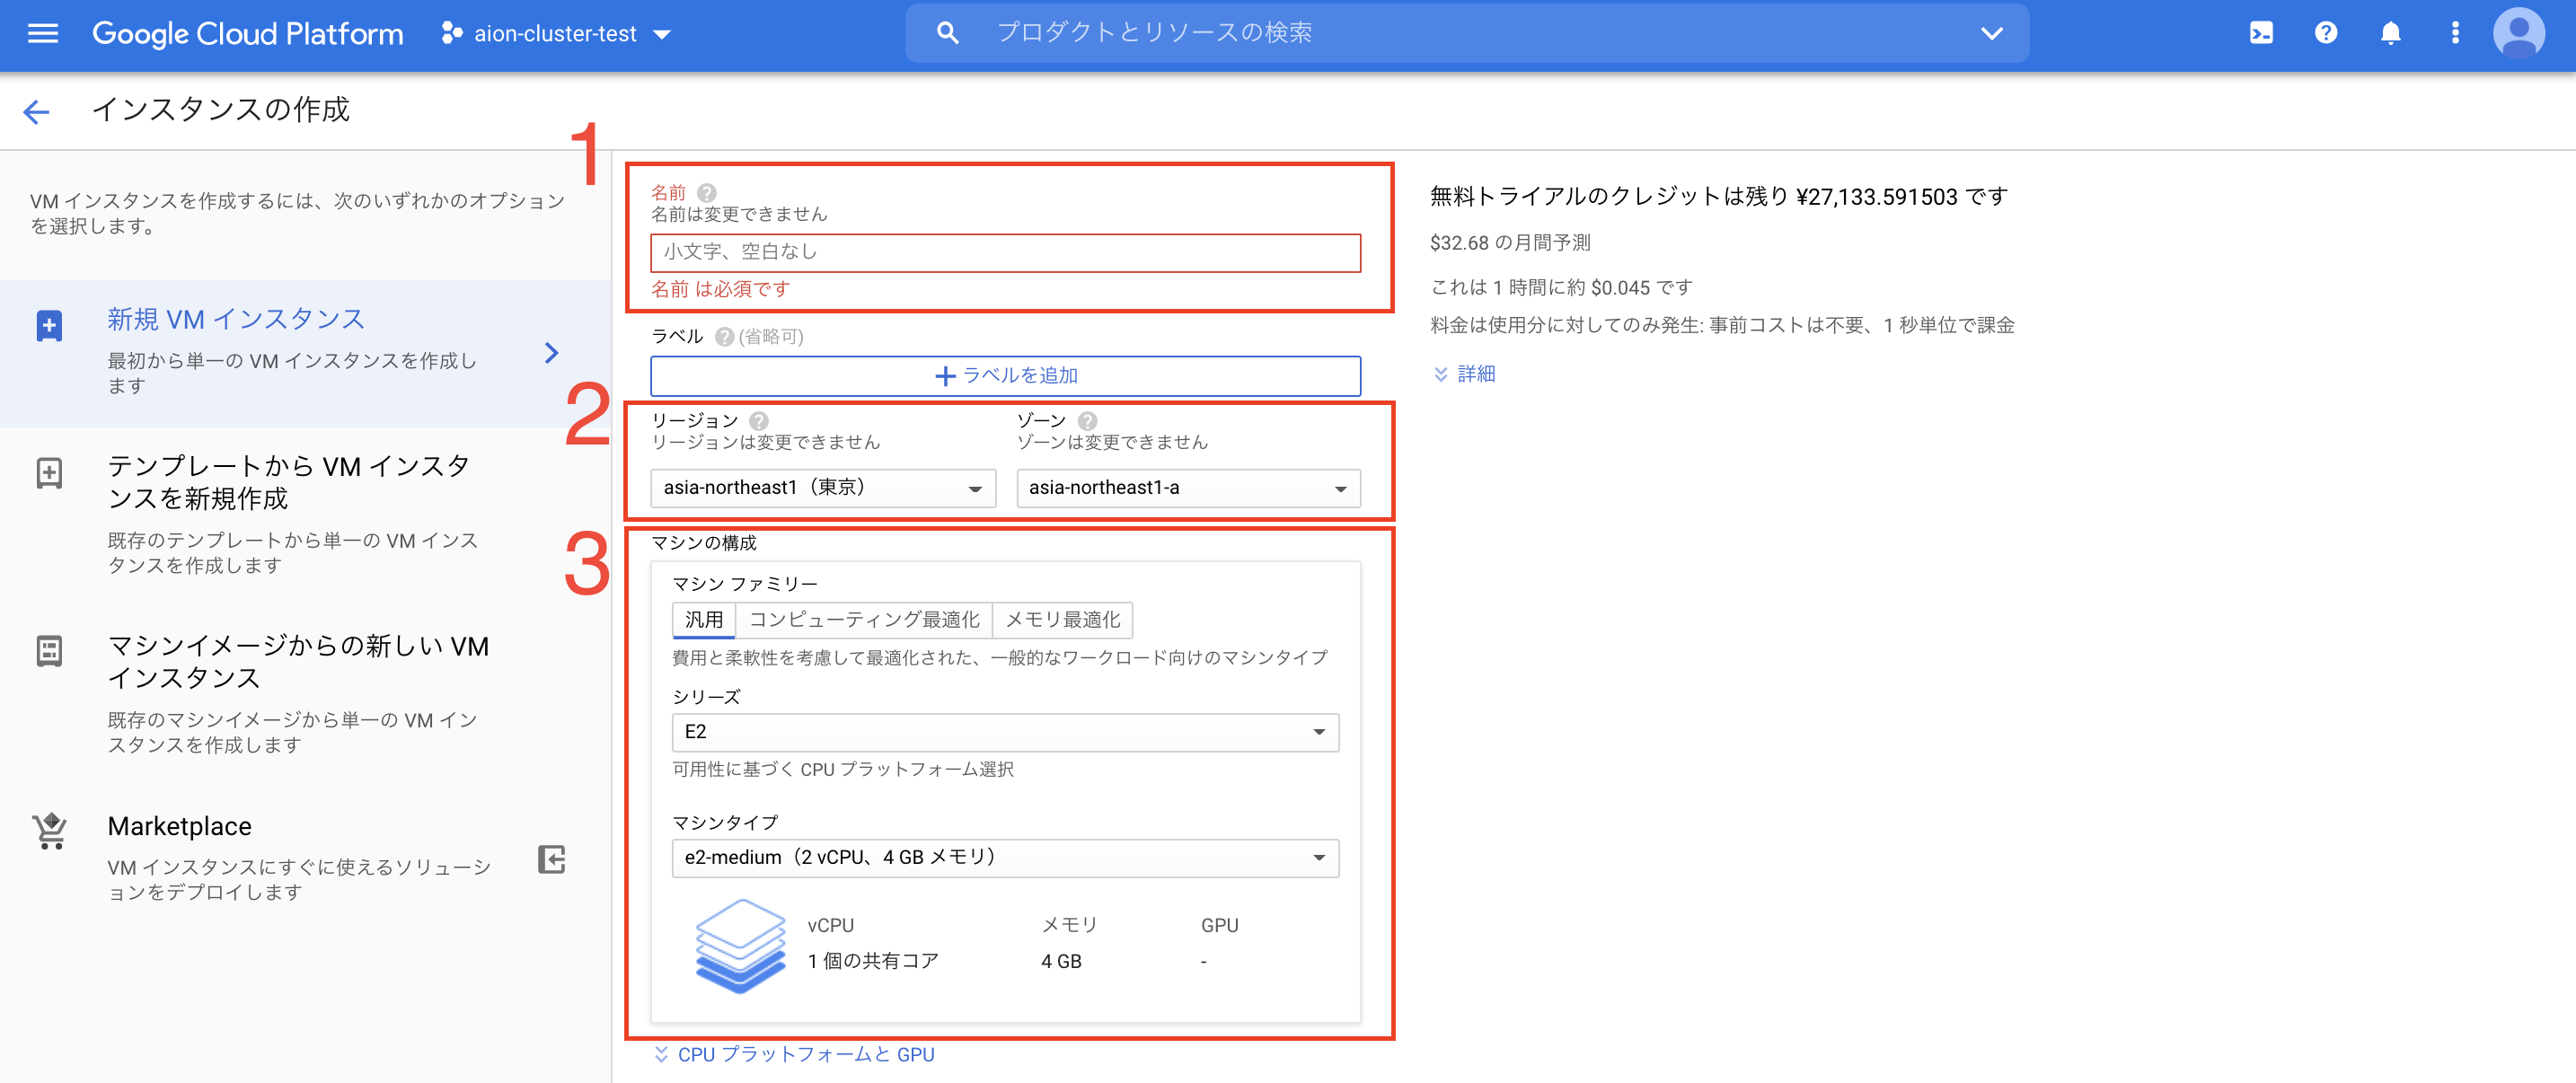 Google Cloud Platform
aion-cluster-test
プロダクトとリソースの検索
インスタンスの作成
VM インスタンスを作成するには、次のいずれかのオプション
を選択します。
新規 VM インスタンス
最初から単一の VM インスタンスを作成し
ます
テンプレートから VM インスタ
ンスを新規作成
既存のテンプレートから単一の VM インス
タンスを作成します
マシンイメージからの新しい VM
インスタンス
既存のマシンイメージから単一の VM イン
スタンスを作成します
Marketplace
VM インスタンスにすぐに使えるソリューシ
ョンをデプロイします
1
名前
名前は変更できません
小文字、空白なし
名前 は必須です
ラベル (省略可)
ラベルを追加
2
リージョン
リージョンは変更できません
asia-northeast1（東京）
ゾーン
ゾーンは変更できません
asia-northeast1-a
3
マシンの構成
マシン ファミリー
汎用 コンピューティング最適化 メモリ最適化
費用と柔軟性を考慮して最適化された、一般的なワークロード向けのマシンタイプ
シリーズ
E2
可用性に基づく CPU プラットフォーム選択
マシンタイプ
e2-medium（2 vCPU、4 GB メモリ）
vCPU メモリ GPU
1 個の共有コア 4 GB -
CPU プラットフォームと GPU
無料トライアルのクレジットは残り ¥27,133.591503 です
$32.68 の月間予測
これは 1 時間に約 $0.045 です
料金は使用分に対してのみ発生: 事前コストは不要、1 秒単位で課金
詳細